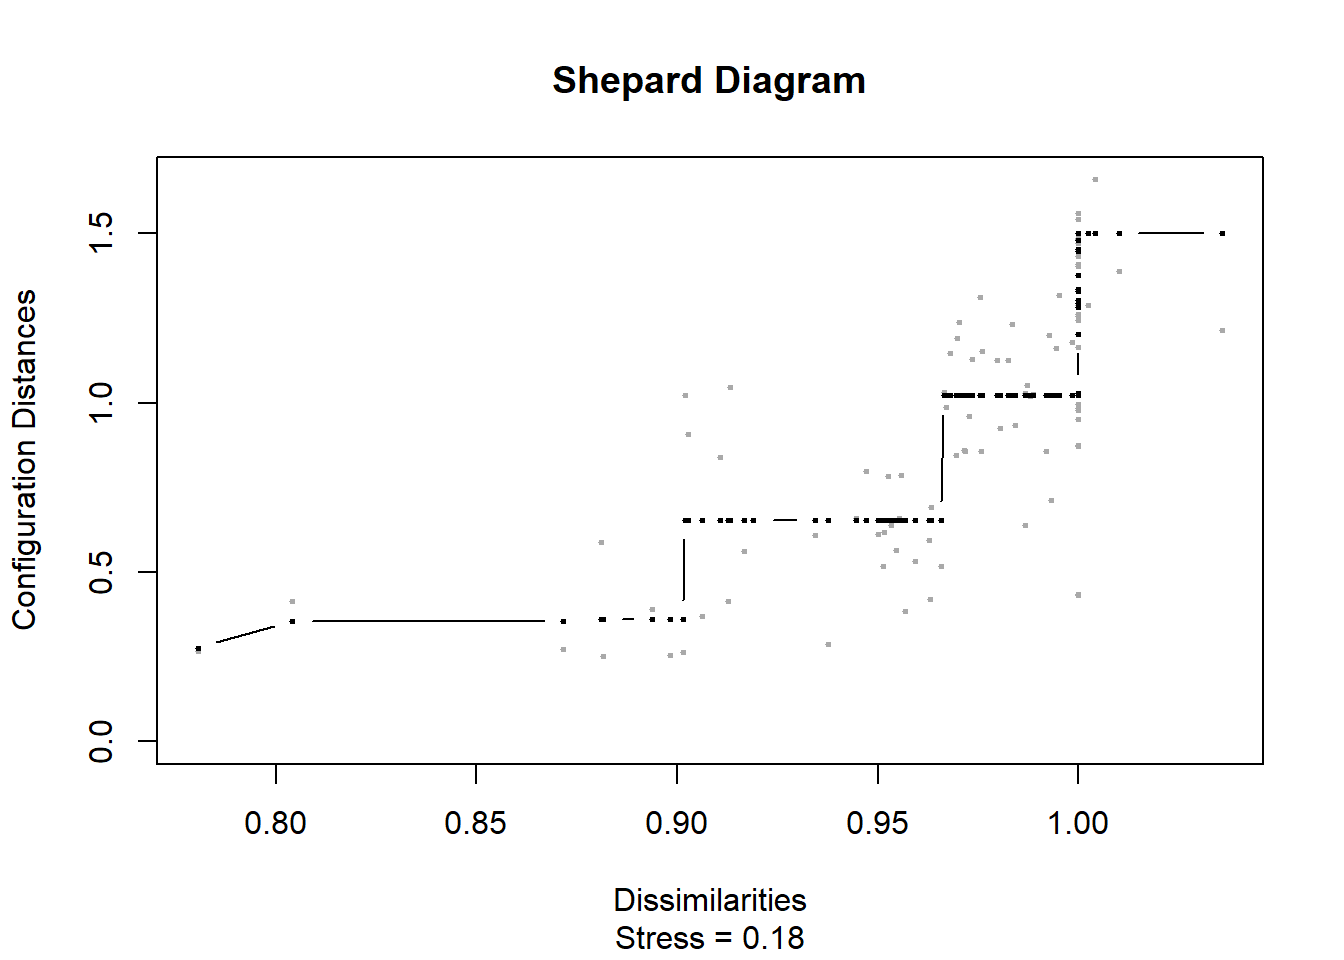 Shepard Diagram
Configuration Distances
1.5
1.0
0.5
0.0
0.80 0.85 0.90 0.95 1.00
Dissimilarities
Stress = 0.18